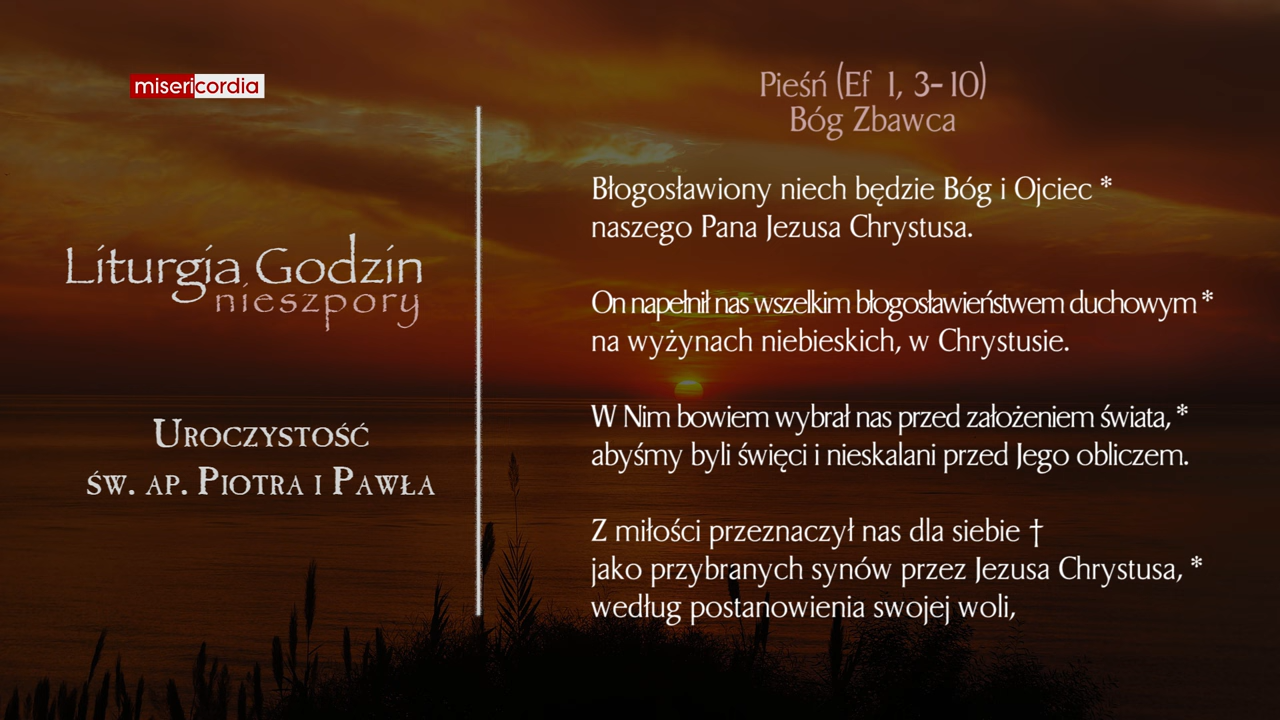 misericordia
Liturgia Godzin
nieszpory
Uroczystość
św. ap. Piotra i Pawła
Pieśń (Ef 1, 3-10)
Bóg Zbawca
Błogosławiony niech będzie Bóg i Ojciec *
naszego Pana Jezusa Chrystusa.
On napełnił nas wszelkim błogosławieństwem duchowym *
na wyżynach niebieskich, w Chrystusie.
W Nim bowiem wybrał nas przed założeniem świata, *
abyśmy byli święci i nieskalani przed Jego obliczem.
Z miłości przeznaczył nas dla siebie †
jako przybranych synów przez Jezusa Chrystusa, *
według postanowienia swojej woli,